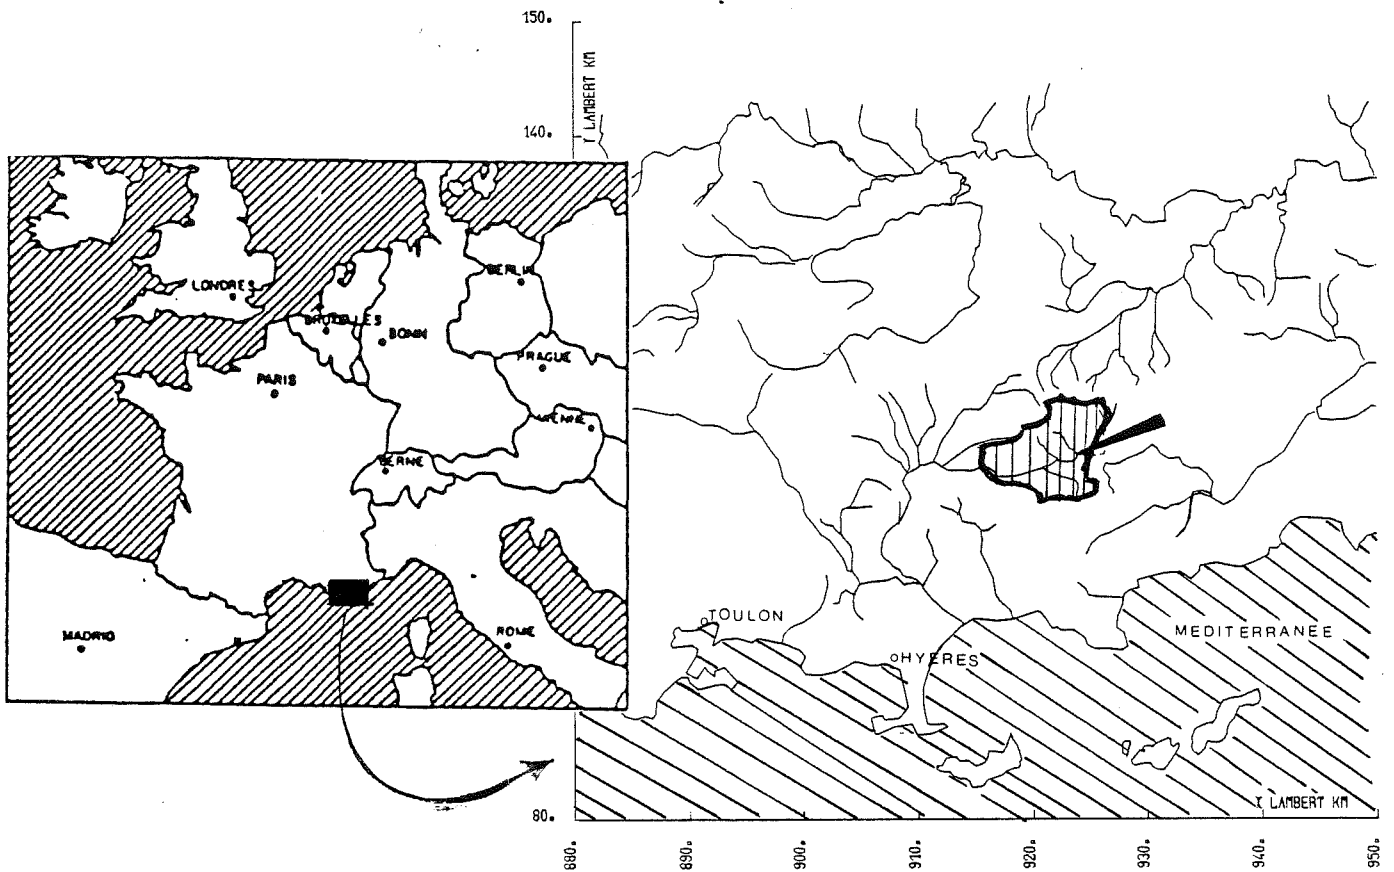 150.
Y LAMBERT KM
140.
LONDRES
BERLIN
BRUXELLES
BONN
PRAGUE
PARIS
VIENNE
BERNE
TOULON
MEDITERRANEE
MADRID
ROME
HYERES
X LAMBERT KM
80.
880.
890.
900.
910.
920.
930.
940.
950.